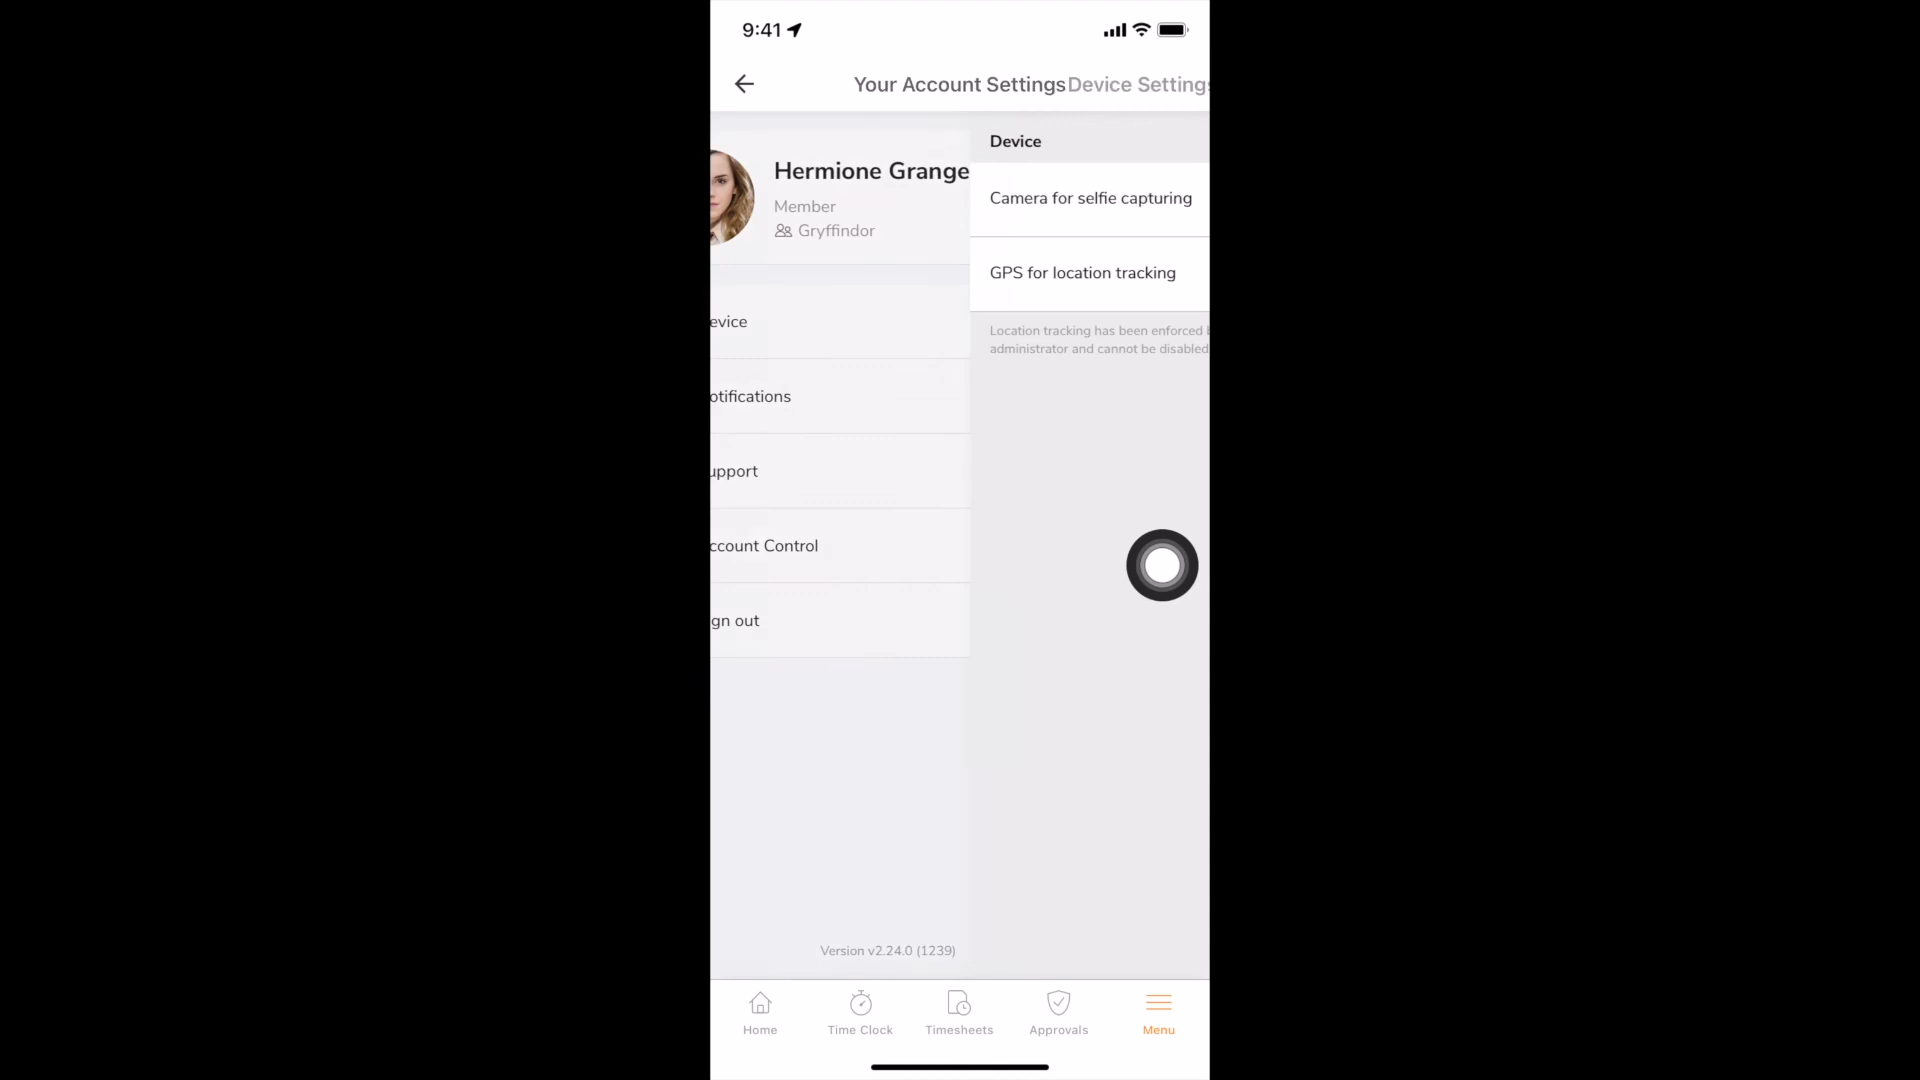 9:41
Your Account Settings
Device Settings
Hermione Grange
Member
Gryffindor
evice
otifications
upport
ccount Control
gn out
Version v2.24.0 (1239)
Device
Camera for selfie capturing
GPS for location tracking
Location tracking has been enforced
administrator and cannot be disabled
Home
Time Clock
Timesheets
Approvals
Menu